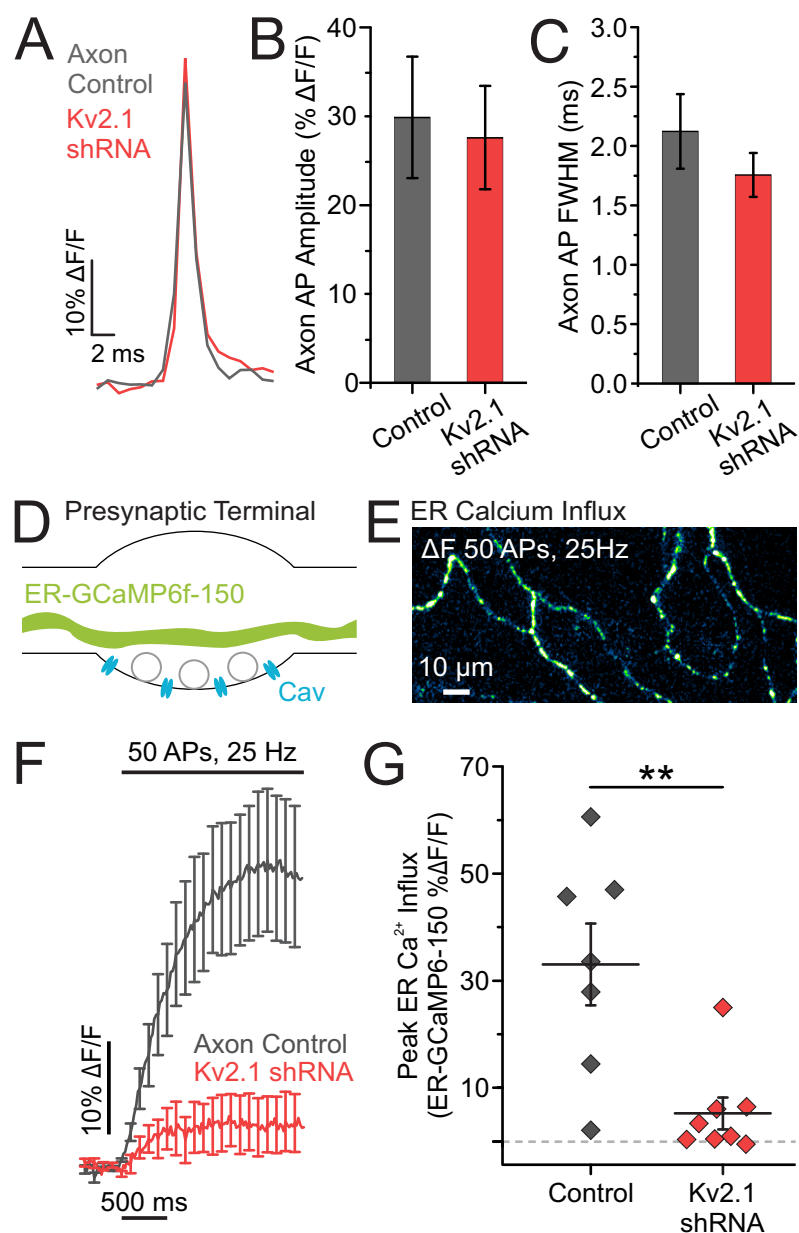 A
Axon
Control
Kv2.1
shRNA
10% ΔF/F
2 ms
B
Axon AP Amplitude (% ΔF/F)
40
30
20
10
0
Control
Kv2.1
shRNA
C
Axon AP FWHM (ms)
3.0
2.5
2.0
1.5
1.0
0.5
0.0
Control
Kv2.1
shRNA
D
Presynaptic Terminal
ER-GCaMP6f-150
Cav
E
ER Calcium Influx
ΔF 50 APs, 25Hz
10 µm
F
50 APs, 25 Hz
10% ΔF/F
Axon Control
Kv2.1 shRNA
500 ms
G
Peak ER Ca²⁺ Influx
(ER-GCaMP6-150 %ΔF/F)
70
50
30
10
**
Control
Kv2.1
shRNA